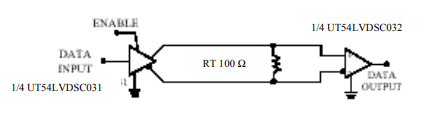 ENABLE
1/4 UT54LVDSC032
DATA
INPUT
RT 100 Ω
1/4 UT54LVDSC031
DATA
OUTPUT